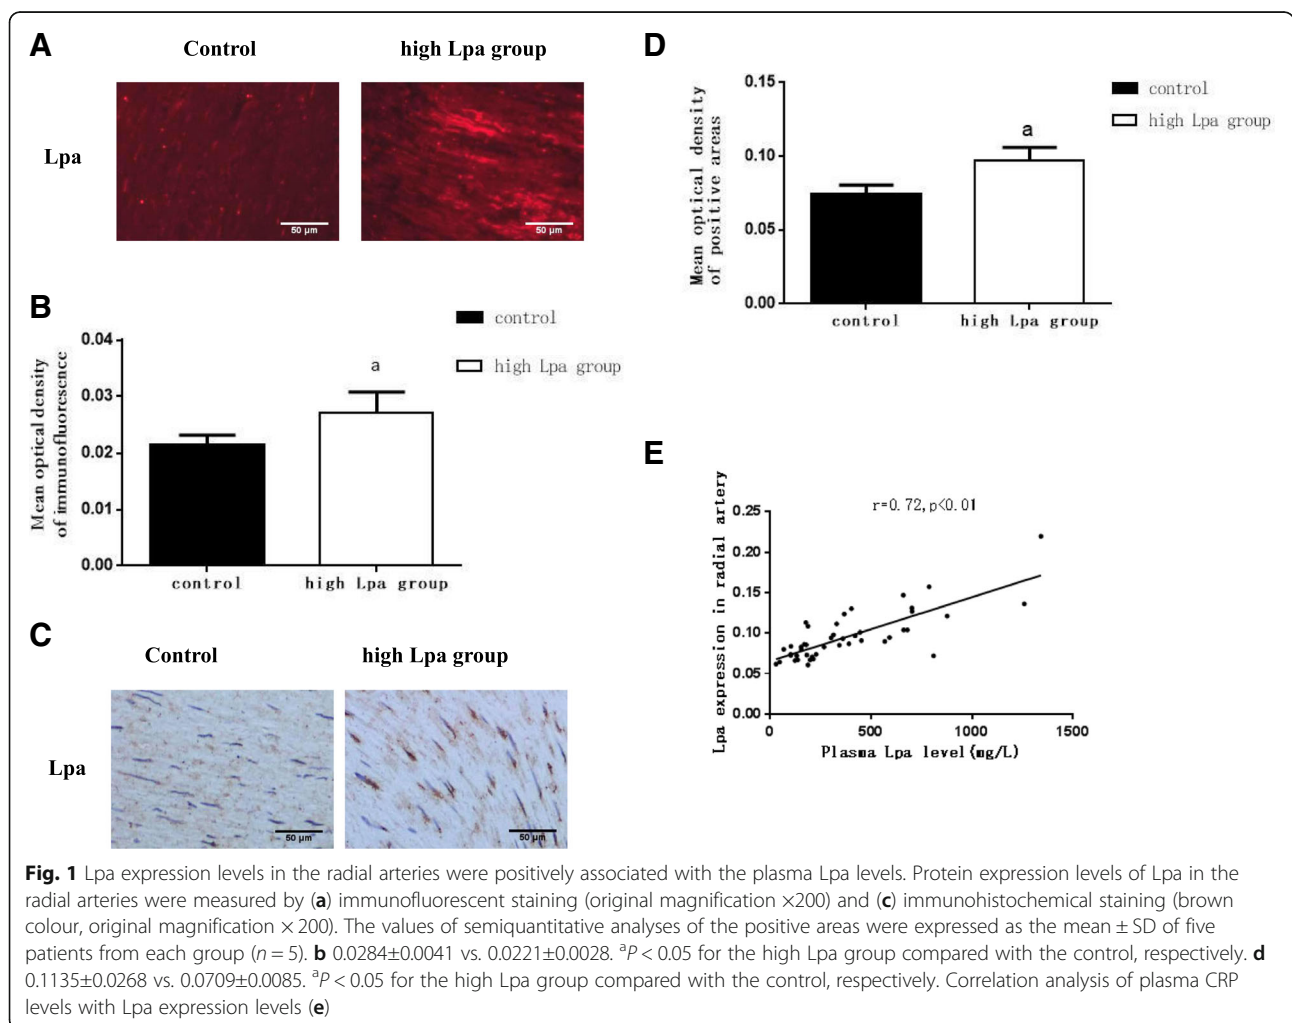 A
Control
high Lpa group
Lpa
50 µm
50 µm
B
control
high Lpa group
a
0.04
0.03
0.02
0.01
0.00
Mean optical density
of immunofluoresence
control
high Lpa group
C
Control
high Lpa group
Lpa
50 µm
50 µm
D
control
high Lpa group
a
0.15
0.10
0.05
0.00
Mean optical density
of positive areas
control
high Lpa group
E
r=0.72,p<0.01
0.25
0.20
0.15
0.10
0.05
0.00
Lpa expression in radial artery
0
500
1000
1500
Plasma Lpa level(mg/L)
Fig. 1 Lpa expression levels in the radial arteries were positively associated with the plasma Lpa levels. Protein expression levels of Lpa in the
radial arteries were measured by (a) immunofluorescent staining (original magnification ×200) and (c) immunohistochemical staining (brown
colour, original magnification × 200). The values of semiquantitative analyses of the positive areas were expressed as the mean ± SD of five
patients from each group (n = 5). b 0.0284±0.0041 vs. 0.0221±0.0028. aP < 0.05 for the high Lpa group compared with the control, respectively. d
0.1135±0.0268 vs. 0.0709±0.0085. aP < 0.05 for the high Lpa group compared with the control, respectively. Correlation analysis of plasma CRP
levels with Lpa expression levels (e)